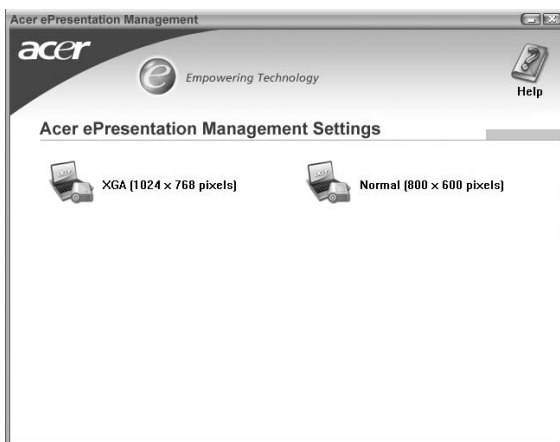 Acer ePresentation Management
acer
e Empowering Technology
Help
Acer ePresentation Management Settings
XGA (1024 x 768 pixels)
Normal (800 x 600 pixels)